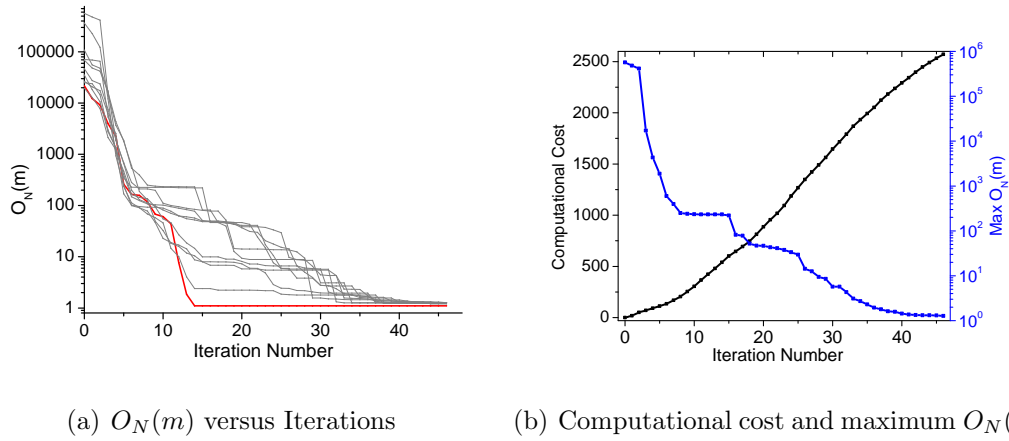 100000
10000
1000
100
10
1
O_N(m)
0 10 20 30 40
Iteration Number
2500
2000
1500
1000
500
0
Computational Cost
0 10 20 30 40
Iteration Number
10^6
10^5
10^4
10^3
10^2
10^1
10^0
Max O_N(m)
(a) O_N(m) versus Iterations
(b) Computational cost and maximum O_N(